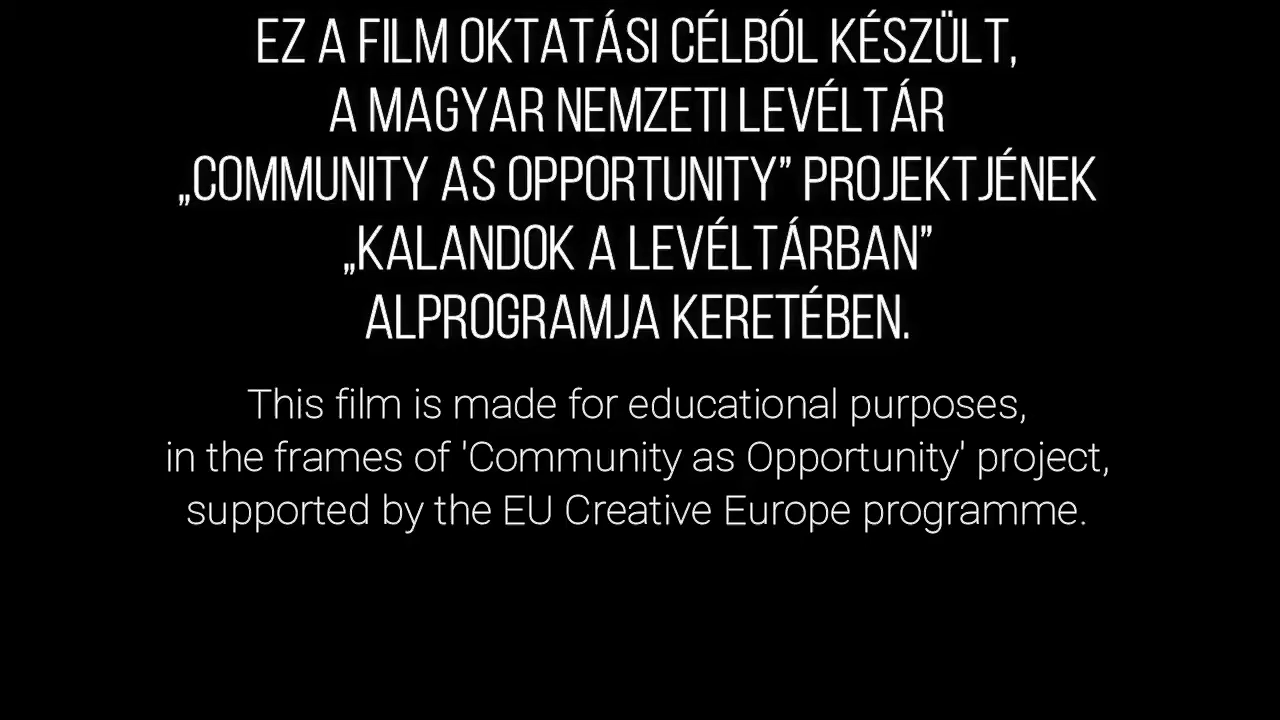 EZ A FILM OKTATÁSI CÉLBÓL KÉSZÜLT,
A MAGYAR NEMZETI LEVÉLTÁR
„COMMUNITY AS OPPORTUNITY” PROJEKTJÉNEK
„KALANDOK A LEVÉLTÁRBAN”
ALPROGRAMJA KERETÉBEN.
This film is made for educational purposes,
in the frames of 'Community as Opportunity' project,
supported by the EU Creative Europe programme.